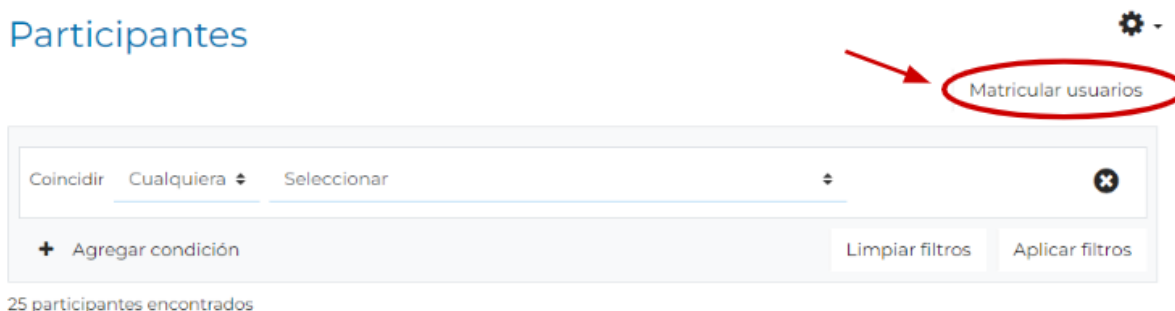 Participantes
Matricular usuarios
Coincidir Cualquiera Seleccionar
Agregar condición Limpiar filtros Aplicar filtros
25 participantes encontrados